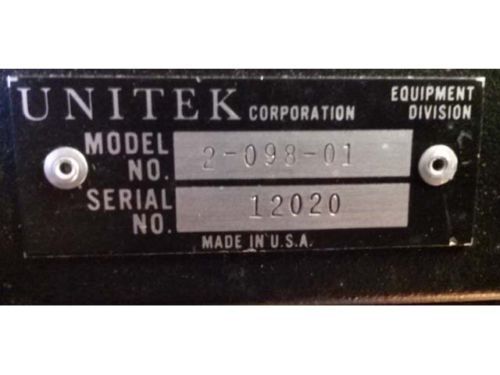 UNITEK CORPORATION EQUIPMENT DIVISION
MODEL NO. 2-098-01
SERIAL NO. 12020
MADE IN U.S.A.